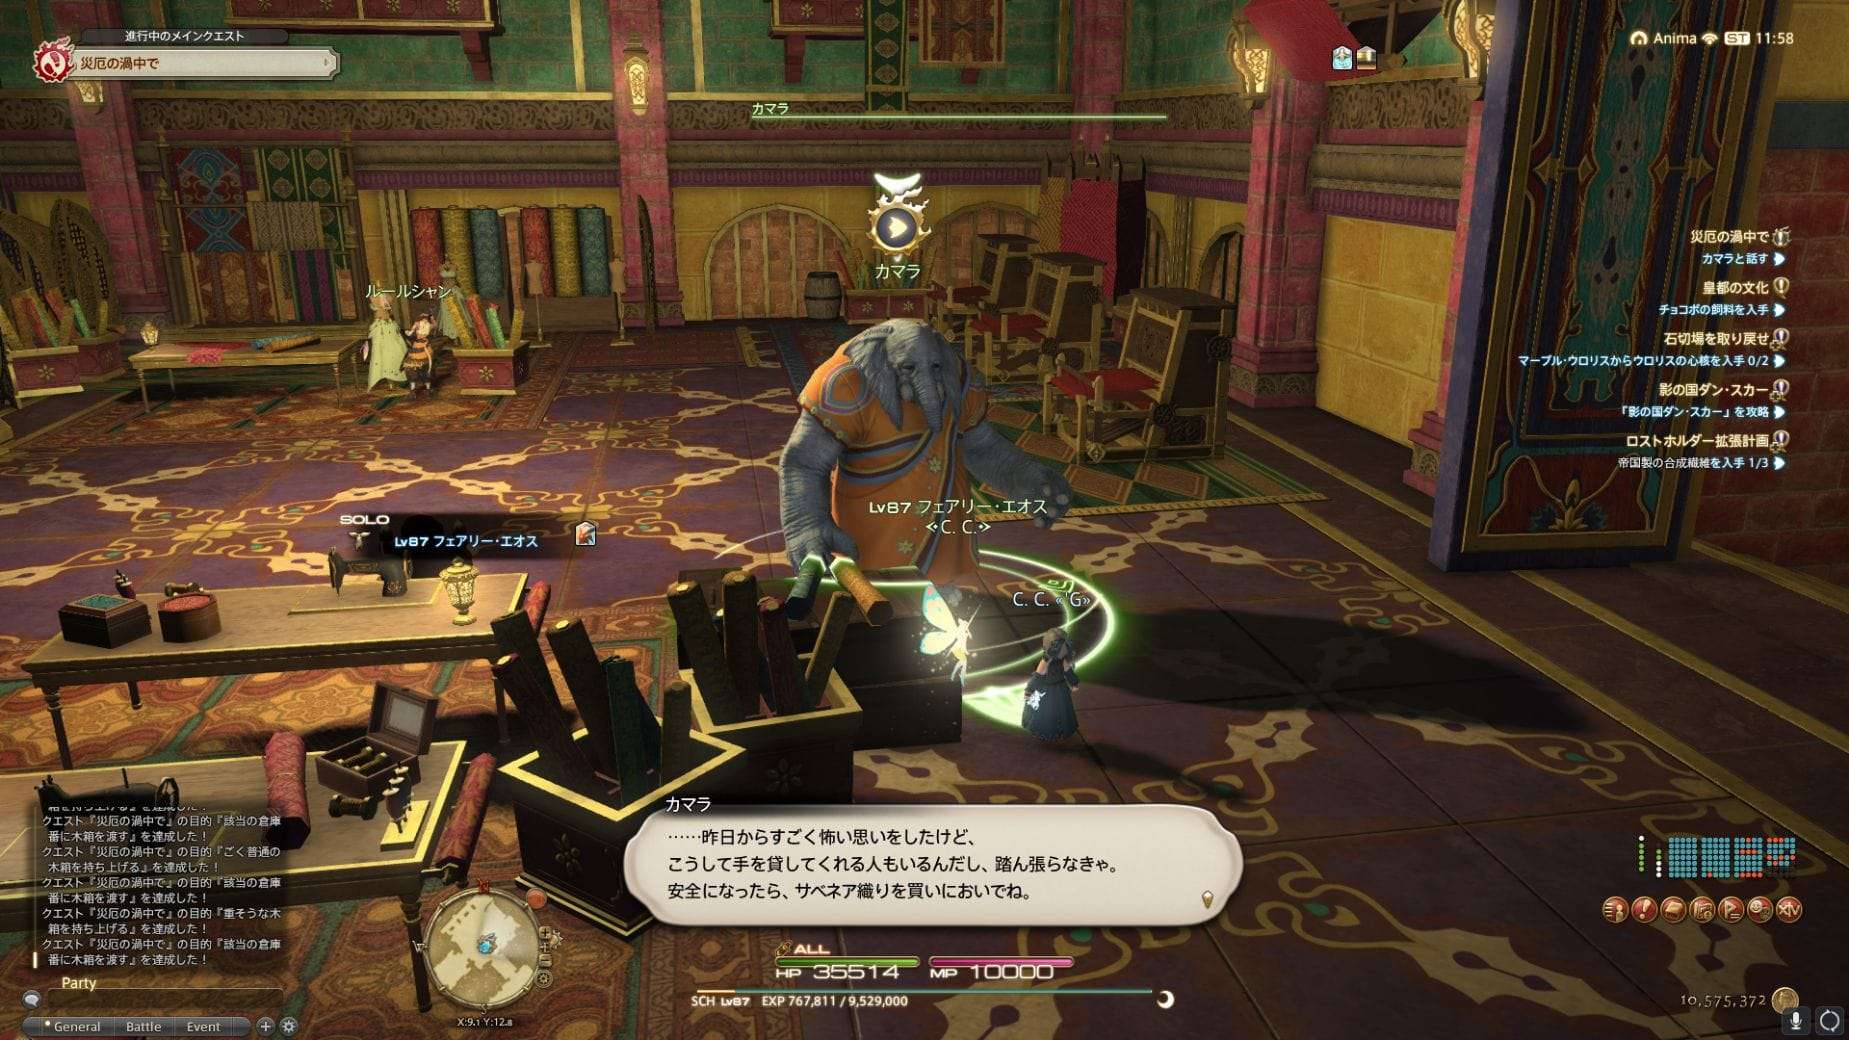 進行中のメインクエスト
災厄の渦中で
Anima ST 11:58
カマラ
カマラ
ルールシャン
災厄の渦中で
カマラと話す
皇都の文化
チョコボの飼料を入手
石切場を取り戻せ
マーブル・ウロリスからウロリスの心核を入手 0/2
影の国ダン・スカー
『影の国ダン・スカー』を攻略
ロストホルダー拡張計画
帝国製の合成繊維を入手 1/3
Lv87 フェアリー・エオス
<C. C.>
SOLO
Lv87 フェアリー・エオス
C. C. «'G»
カマラ
……昨日からすごく怖い思いをしたけど、
こうして手を貸してくれる人もいるんだし、踏ん張らなきゃ。
安全になったら、サベネア織りを買いにおいでね。
箱を持ち上げる』を達成した！
クエスト『災厄の渦中で』の目的『該当の倉庫
番に木箱を渡す』を達成した！
クエスト『災厄の渦中で』の目的『ごく普通の
木箱を持ち上げる』を達成した！
クエスト『災厄の渦中で』の目的『該当の倉庫
番に木箱を渡す』を達成した！
クエスト『災厄の渦中で』の目的『重そうな木
箱を持ち上げる』を達成した！
クエスト『災厄の渦中で』の目的『該当の倉庫
番に木箱を渡す』を達成した！
Party
General Battle Event
X:9.1 Y:12.8
ALL
HP 35514 MP 10000
SCH Lv87 EXP 767,811 / 9,529,000
XIV
10,575,372